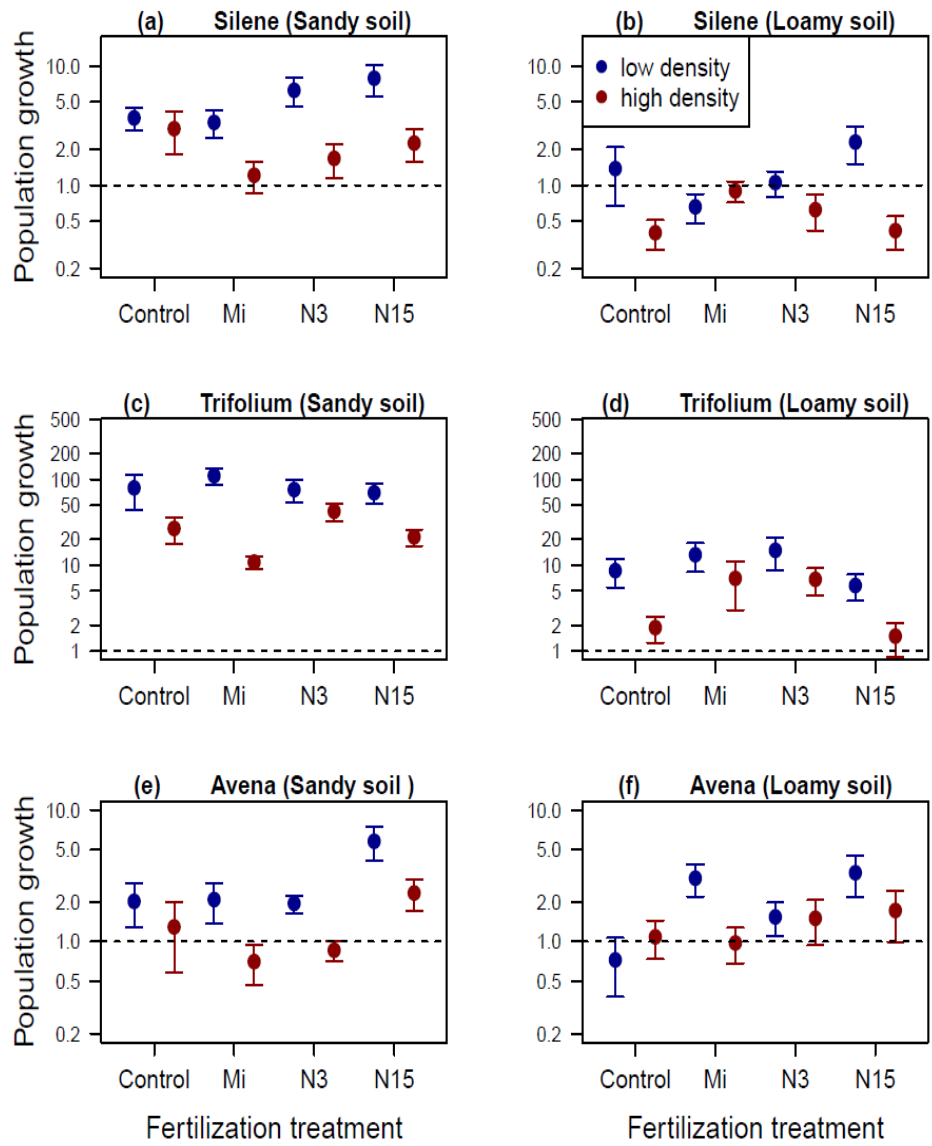 (a) Silene (Sandy soil)
Population growth
10.0
5.0
2.0
1.0
0.5
0.2
Control Mi N3 N15
(b) Silene (Loamy soil)
low density
high density
10.0
5.0
2.0
1.0
0.5
0.2
Control Mi N3 N15
(c) Trifolium (Sandy soil)
Population growth
500
200
100
50
20
10
5
2
1
Control Mi N3 N15
(d) Trifolium (Loamy soil)
500
200
100
50
20
10
5
2
1
Control Mi N3 N15
(e) Avena (Sandy soil )
Population growth
10.0
5.0
2.0
1.0
0.5
0.2
Control Mi N3 N15
Fertilization treatment
(f) Avena (Loamy soil)
10.0
5.0
2.0
1.0
0.5
0.2
Control Mi N3 N15
Fertilization treatment